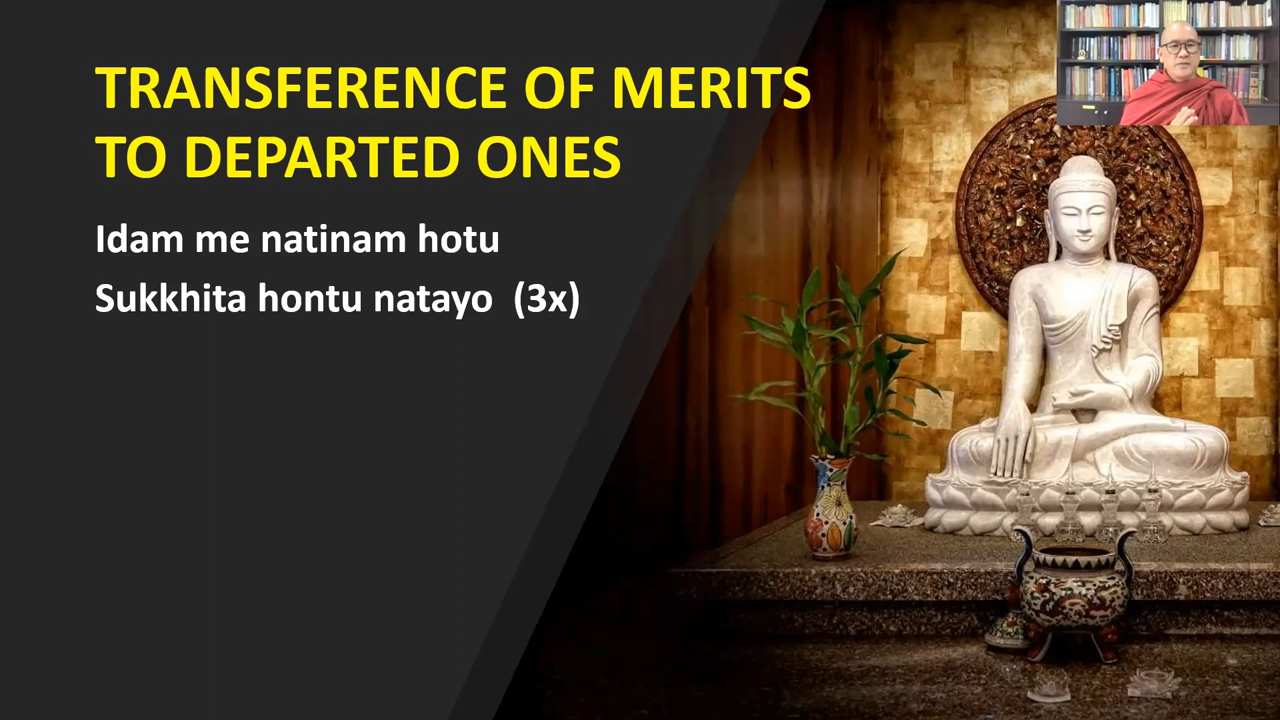 TRANSFERENCE OF MERITS
TO DEPARTED ONES
Idam me natinam hotu
Sukkhita hontu natayo (3x)